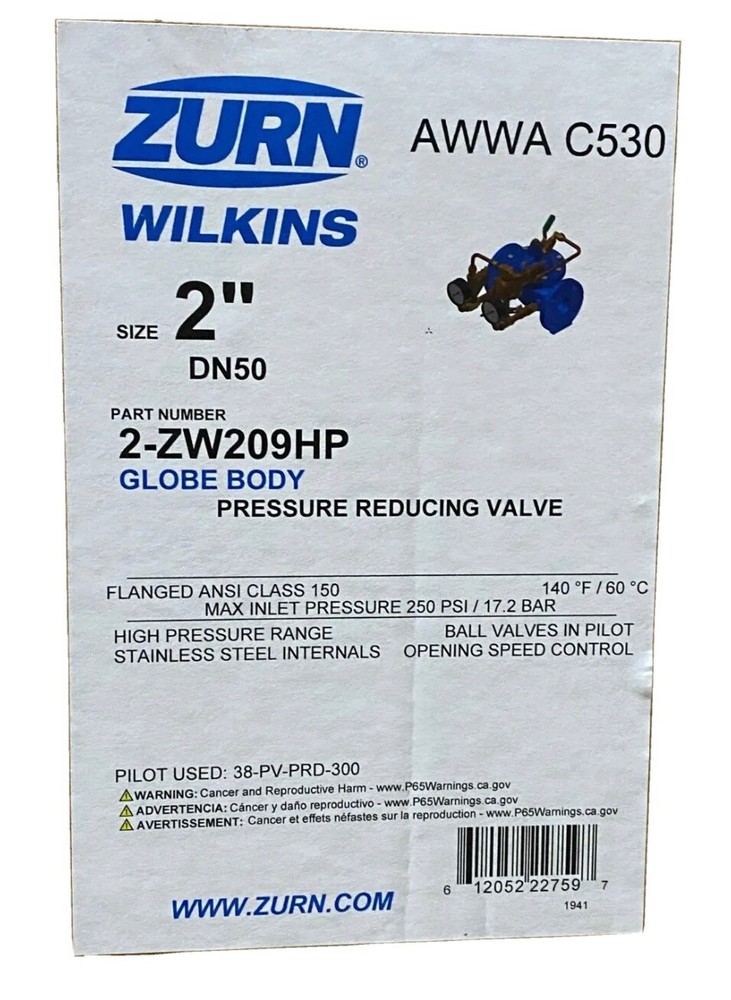 ZURN® AWWA C530
WILKINS
SIZE 2"
DN50
PART NUMBER
2-ZW209HP
GLOBE BODY
PRESSURE REDUCING VALVE
FLANGED ANSI CLASS 150 140 °F / 60 °C
MAX INLET PRESSURE 250 PSI / 17.2 BAR
HIGH PRESSURE RANGE BALL VALVES IN PILOT
STAINLESS STEEL INTERNALS OPENING SPEED CONTROL
PILOT USED: 38-PV-PRD-300
⚠WARNING: Cancer and Reproductive Harm - www.P65Warnings.ca.gov
⚠ADVERTENCIA: Cáncer y daño reproductivo - www.P65Warnings.ca.gov
⚠AVERTISSEMENT: Cancer et effets néfastes sur la reproduction - www.P65Warnings.ca.gov
6 12052 22759 7
1941
WWW.ZURN.COM